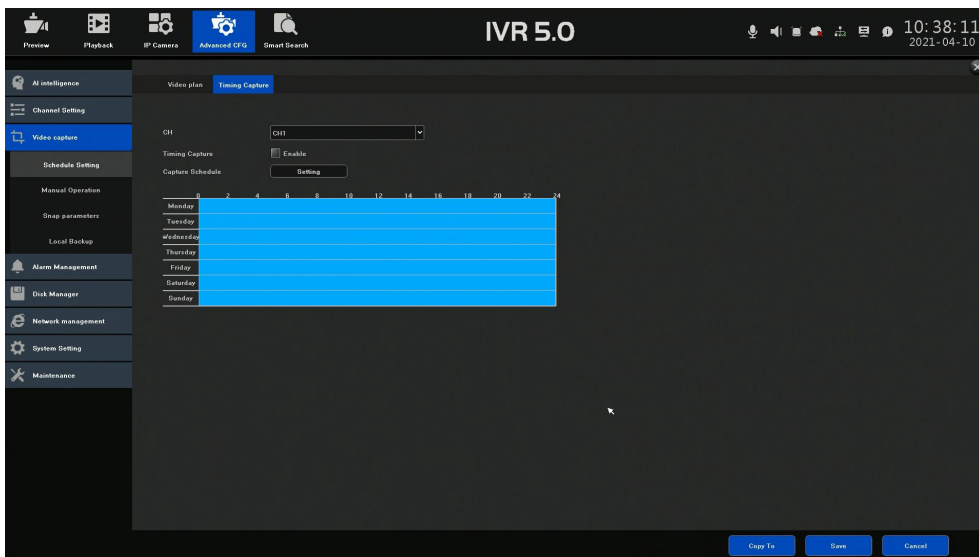 IVR 5.0
10:38:11
2021-04-10
Preview
Playback
IP Camera
Advanced CFG
Smart Search
AI intelligence
Channel Setting
Video capture
Schedule Setting
Manual Operation
Snap parameters
Local Backup
Alarm Management
Disk Manager
Network management
System Setting
Maintenance
Video plan
Timing Capture
CH
CH1
Timing Capture
Enable
Capture Schedule
Setting
0 2 4 6 8 10 12 14 16 18 20 22 24
Monday
Tuesday
Wednesday
Thursday
Friday
Saturday
Sunday
Copy To
Save
Cancel